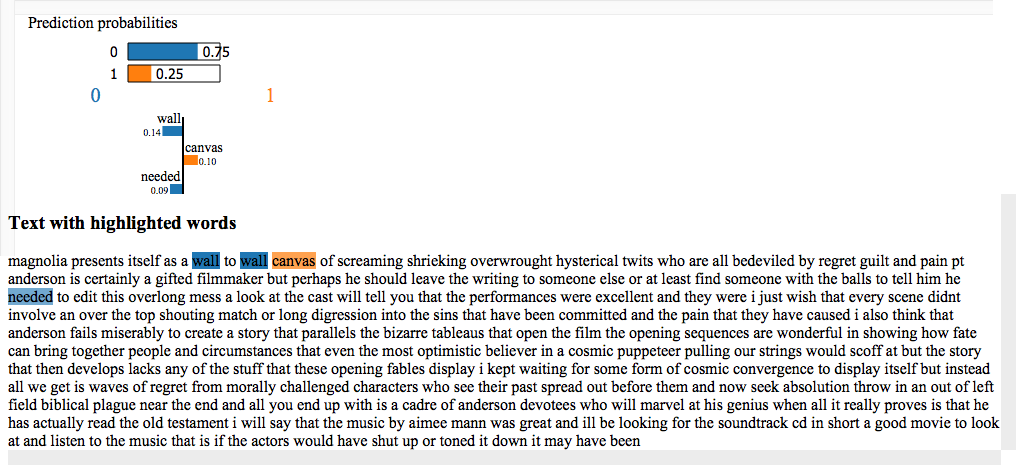 Prediction probabilities
0 0.75
1 0.25
0 1
wall
0.14
canvas
0.10
needed
0.09
Text with highlighted words
magnolia presents itself as a wall to wall canvas of screaming shrieking overwrought hysterical twits who are all bedeviled by regret guilt and pain pt
anderson is certainly a gifted filmmaker but perhaps he should leave the writing to someone else or at least find someone with the balls to tell him he
needed to edit this overlong mess a look at the cast will tell you that the performances were excellent and they were i just wish that every scene didnt
involve an over the top shouting match or long digression into the sins that have been committed and the pain that they have caused i also think that
anderson fails miserably to create a story that parallels the bizarre tableaus that open the film the opening sequences are wonderful in showing how fate
can bring together people and circumstances that even the most optimistic believer in a cosmic puppeteer pulling our strings would scoff at but the story
that then develops lacks any of the stuff that these opening fables display i kept waiting for some form of cosmic convergence to display itself but instead
all we get is waves of regret from morally challenged characters who see their past spread out before them and now seek absolution throw in an out of left
field biblical plague near the end and all you end up with is a cadre of anderson devotees who will marvel at his genius when all it really proves is that he
has actually read the old testament i will say that the music by aimee mann was great and ill be looking for the soundtrack cd in short a good movie to look
at and listen to the music that is if the actors would have shut up or toned it down it may have been